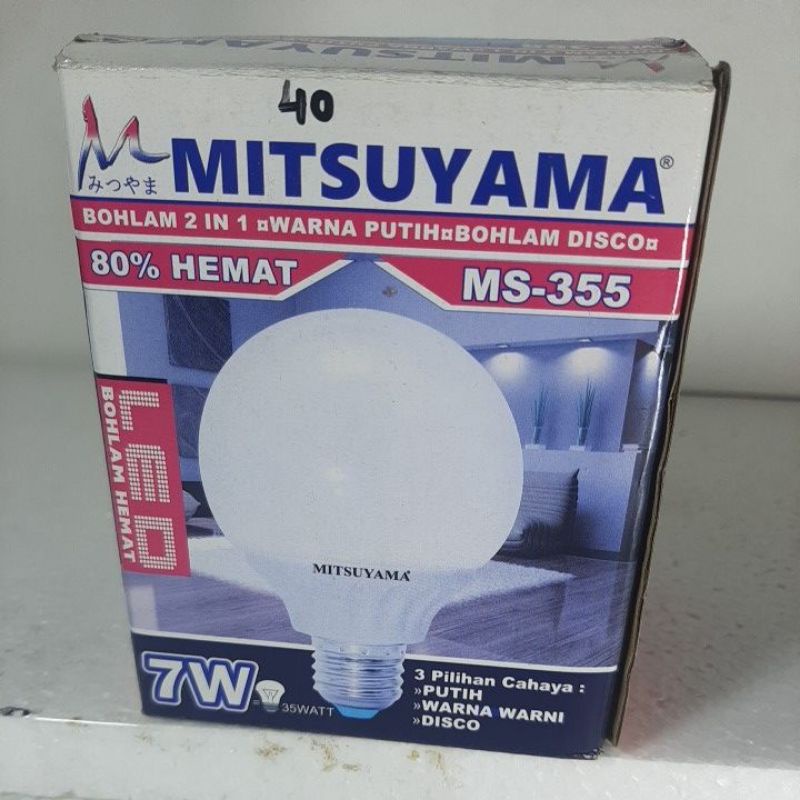 MITSUYAMA
40
みつやま
MITSUYAMA®
BOHLAM 2 IN 1 ¤WARNA PUTIH¤BOHLAM DISCO¤
80% HEMAT
MS-355
LED
BOHLAM HEMAT
MITSUYAMA
7W
=35WATT
3 Pilihan Cahaya :
»PUTIH
»WARNA WARNI
»DISCO